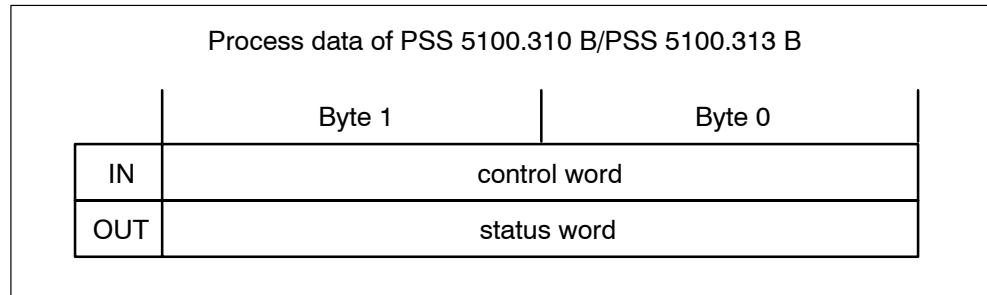 Process data of PSS 5100.310 B/PSS 5100.313 B
Byte 1 Byte 0
IN control word
OUT status word